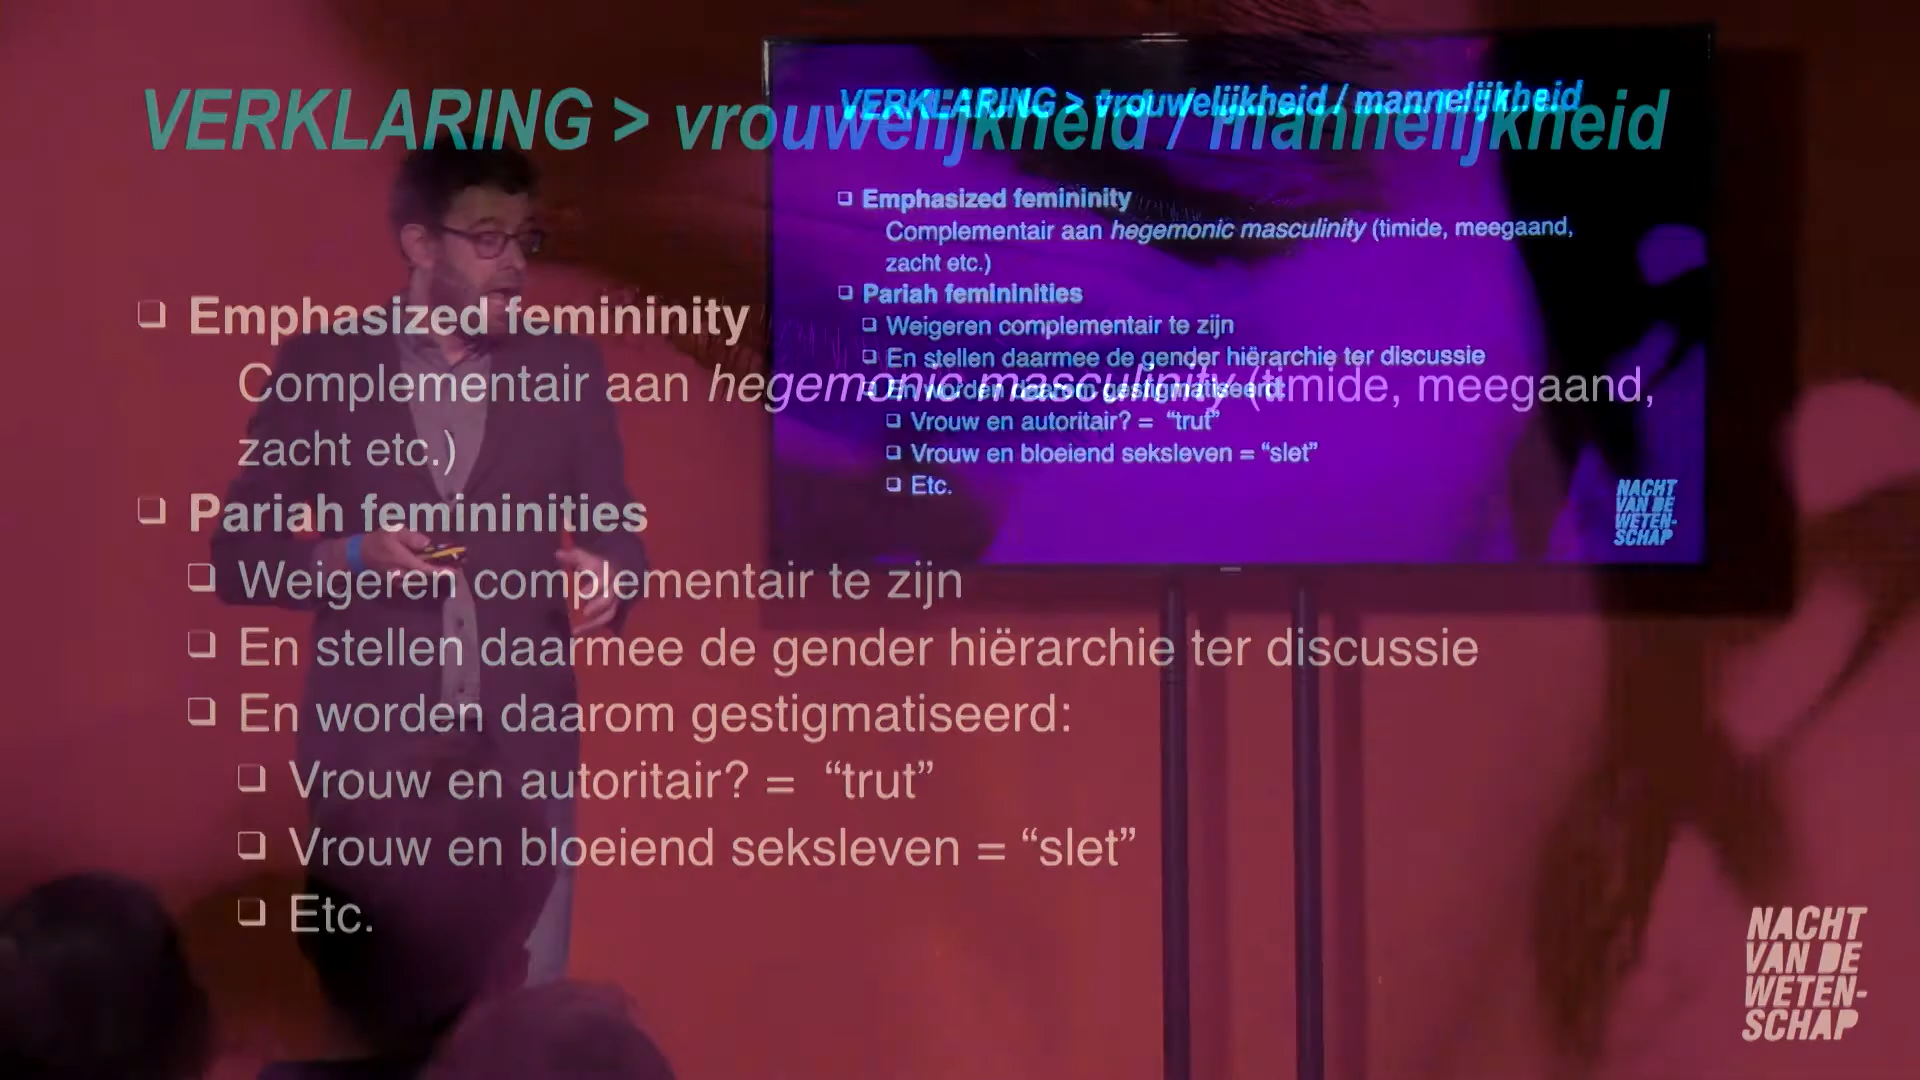 VERKLARING > vrouwelijkheid / mannelijkheid
❑ Emphasized femininity
Complementair aan hegemonic masculinity (timide, meegaand,
zacht etc.)
❑ Pariah femininities
❑ Weigeren complementair te zijn
❑ En stellen daarmee de gender hiërarchie ter discussie
❑ En worden daarom gestigmatiseerd:
❑ Vrouw en autoritair? = “trut”
❑ Vrouw en bloeiend seksleven = “slet”
❑ Etc.
NACHT
VAN DE
WETEN-
SCHAP
VERKLARING > vrouwelijkheid / mannelijkheid
❑ Emphasized femininity
Complementair aan hegemonic masculinity (timide, meegaand,
zacht etc.)
❑ Pariah femininities
❑ Weigeren complementair te zijn
❑ En stellen daarmee de gender hiërarchie ter discussie
❑ En worden daarom gestigmatiseerd:
❑ Vrouw en autoritair? = “trut”
❑ Vrouw en bloeiend seksleven = “slet”
❑ Etc.
NACHT
VAN DE
WETEN-
SCHAP